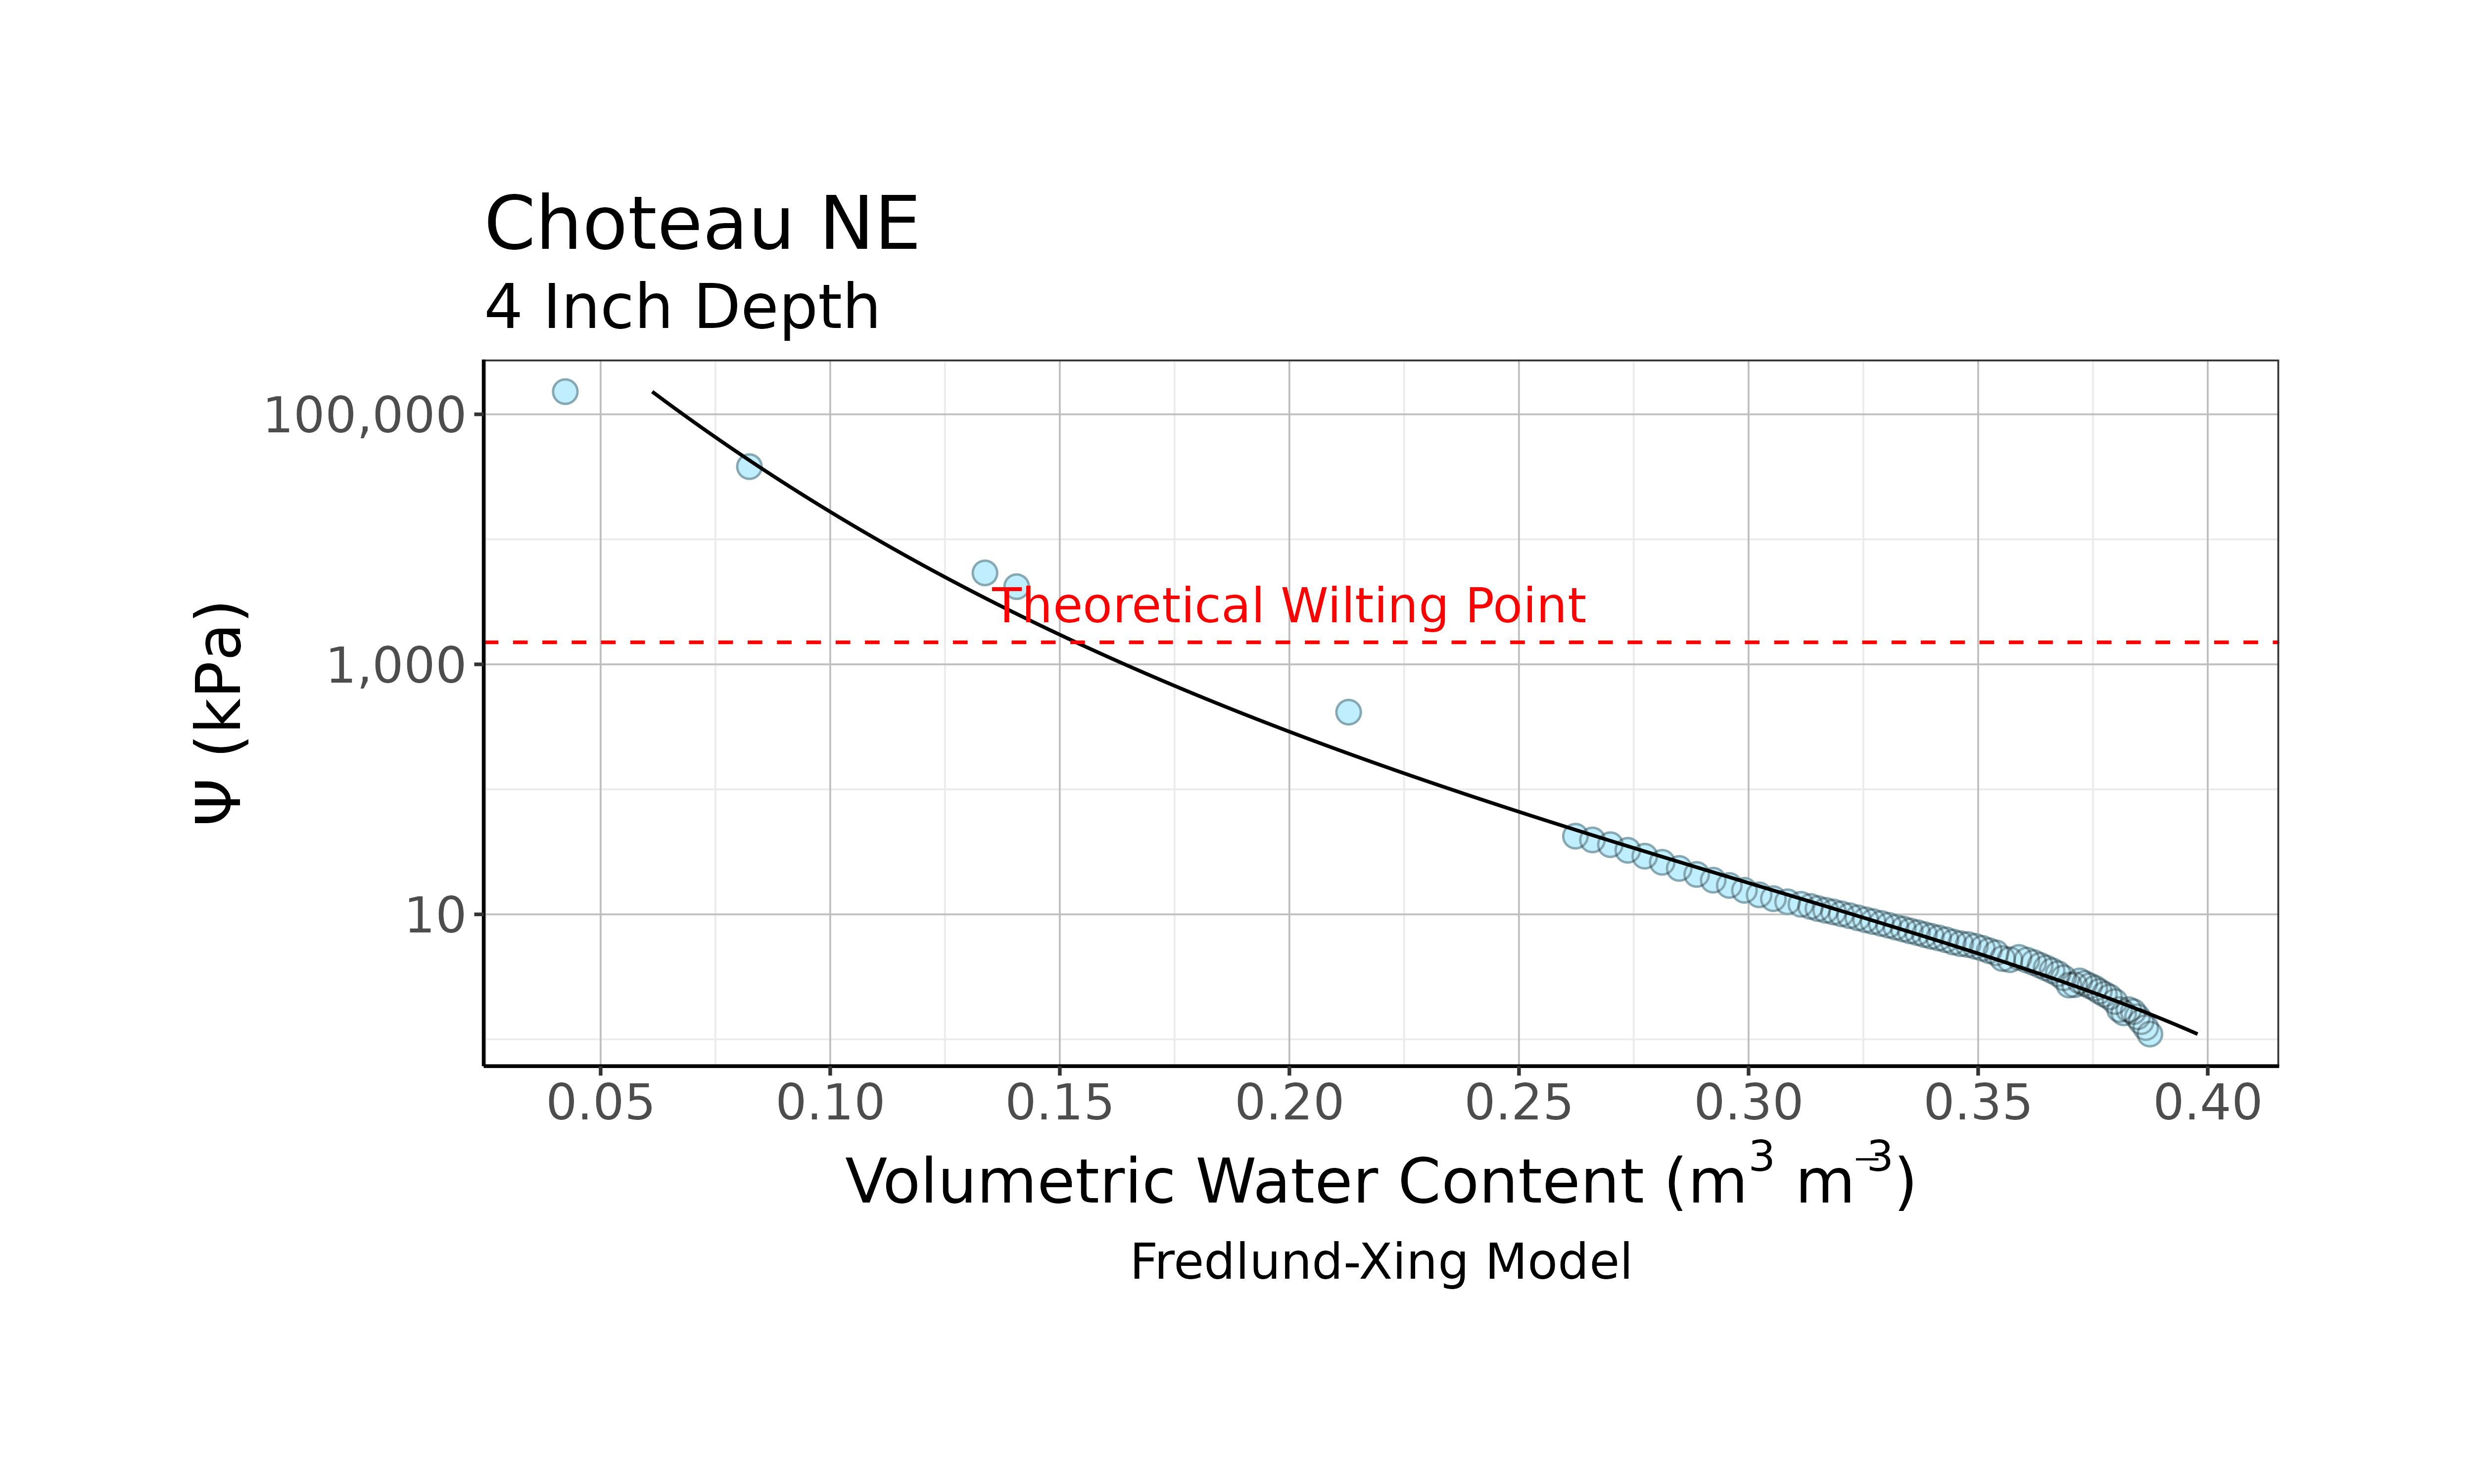 Choteau NE
4 Inch Depth
100,000
1,000
10
Ψ (kPa)
Theoretical Wilting Point
0.05 0.10 0.15 0.20 0.25 0.30 0.35 0.40
Volumetric Water Content (m³ m⁻³)
Fredlund-Xing Model